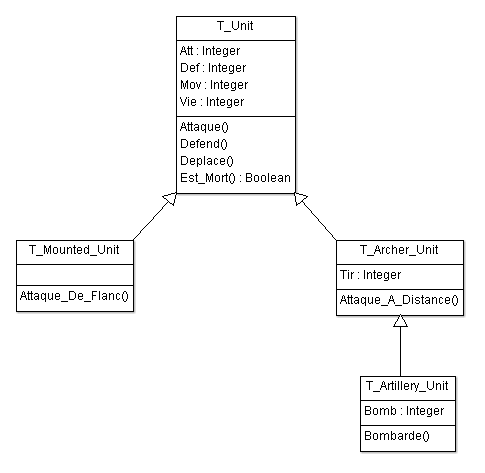 T_Unit
Att : Integer
Def : Integer
Mov : Integer
Vie : Integer
Attaque()
Defend()
Deplace()
Est_Mort() : Boolean
T_Mounted_Unit
Attaque_De_Flanc()
T_Archer_Unit
Tir : Integer
Attaque_A_Distance()
T_Artillery_Unit
Bomb : Integer
Bombarde()